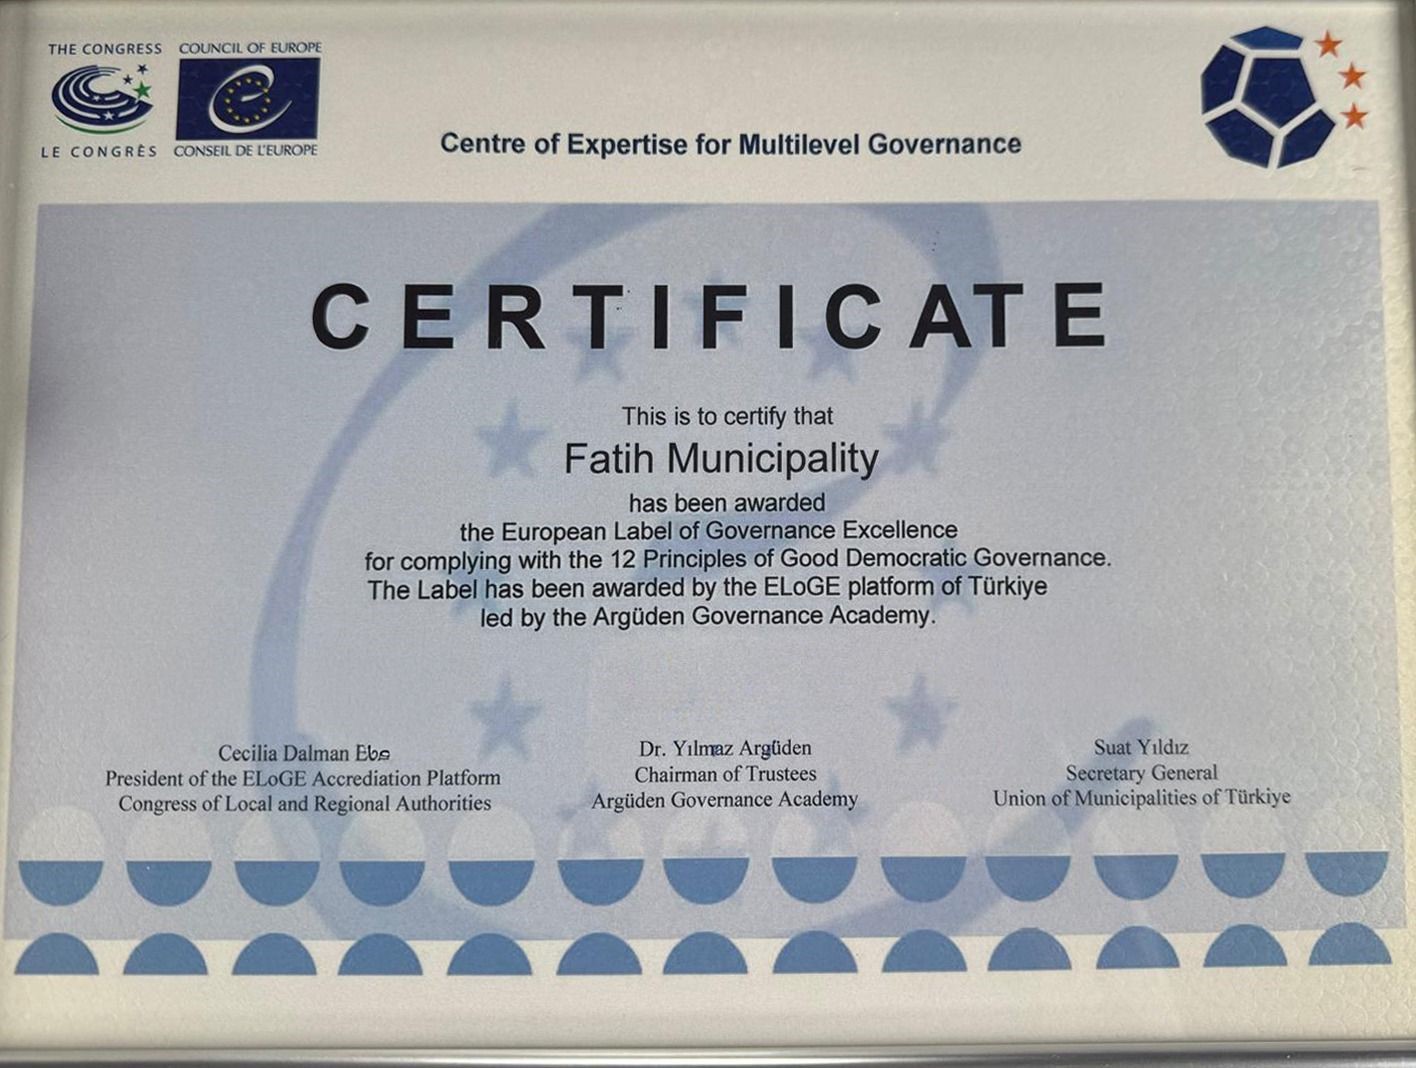 THE CONGRESS
COUNCIL OF EUROPE
LE CONGRÈS
CONSEIL DE L'EUROPE
Centre of Expertise for Multilevel Governance
CERTIFICATE
This is to certify that
Fatih Municipality
has been awarded
the European Label of Governance Excellence
for complying with the 12 Principles of Good Democratic Governance.
The Label has been awarded by the ELoGE platform of Türkiye
led by the Argüden Governance Academy.
Cecilia Dalman
President of the ELoGE Accrediation Platform
Congress of Local and Regional Authorities
Dr. Yılmaz Argüden
Chairman of Trustees
Argüden Governance Academy
Suat Yıldız
Secretary General
Union of Municipalities of Türkiye